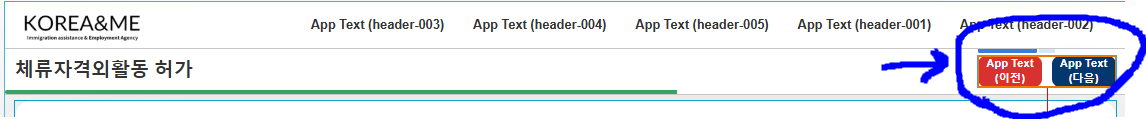 KOREA&ME
Immigration assistance & Employment Agency
App Text (header-003)
App Text (header-004)
App Text (header-005)
App Text (header-001)
App Text (header-002)
체류자격외활동 허가
App Text
(이전)
App Text
(다음)